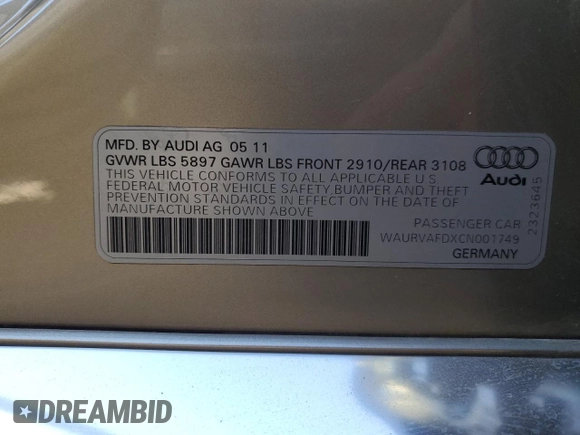 MFD. BY AUDI AG 05 11
GVWR LBS 5897 GAWR LBS FRONT 2910/REAR 3108
THIS VEHICLE CONFORMS TO ALL APPLICABLE U S
FEDERAL MOTOR VEHICLE SAFETY,BUMPER AND THEFT
PREVENTION STANDARDS IN EFFECT ON THE DATE OF
MANUFACTURE SHOWN ABOVE
Audi
2323645
PASSENGER CAR
WAURVAFDXCN001749
GERMANY
DREAMBID